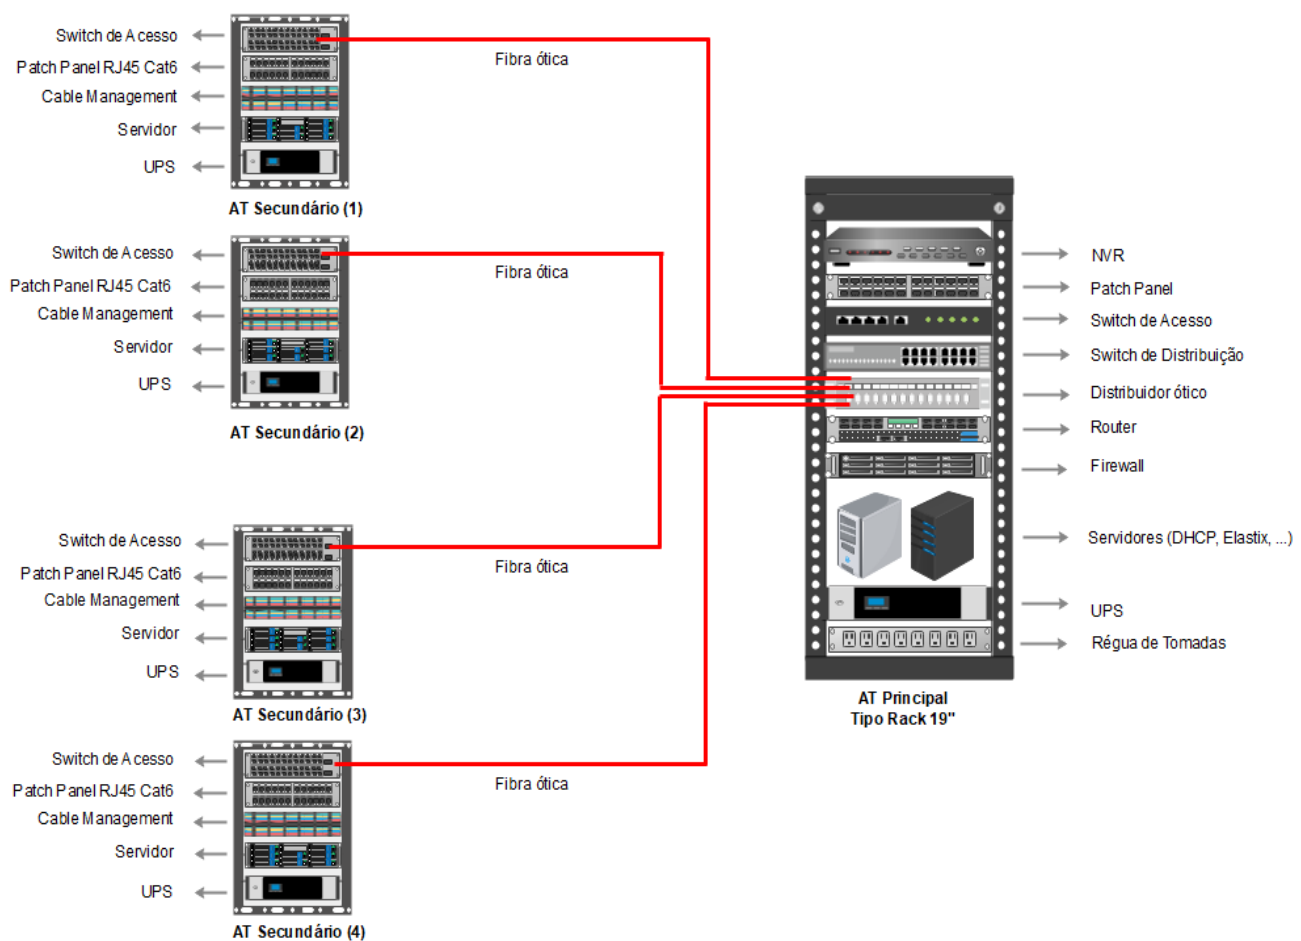 Switch de Acesso
Patch Panel RJ45 Cat6
Cable Management
Servidor
UPS
AT Secundário (1)
Fibra ótica
Switch de Acesso
Patch Panel RJ45 Cat6
Cable Management
Servidor
UPS
AT Secundário (2)
Fibra ótica
Switch de Acesso
Patch Panel RJ45 Cat6
Cable Management
Servidor
UPS
AT Secundário (3)
Fibra ótica
Switch de Acesso
Patch Panel RJ45 Cat6
Cable Management
Servidor
UPS
AT Secundário (4)
Fibra ótica
NVR
Patch Panel
Switch de Acesso
Switch de Distribuição
Distribuidor ótico
Router
Firewall
Servidores (DHCP, Elastix, ...)
UPS
Régua de Tomadas
AT Principal
Tipo Rack 19"